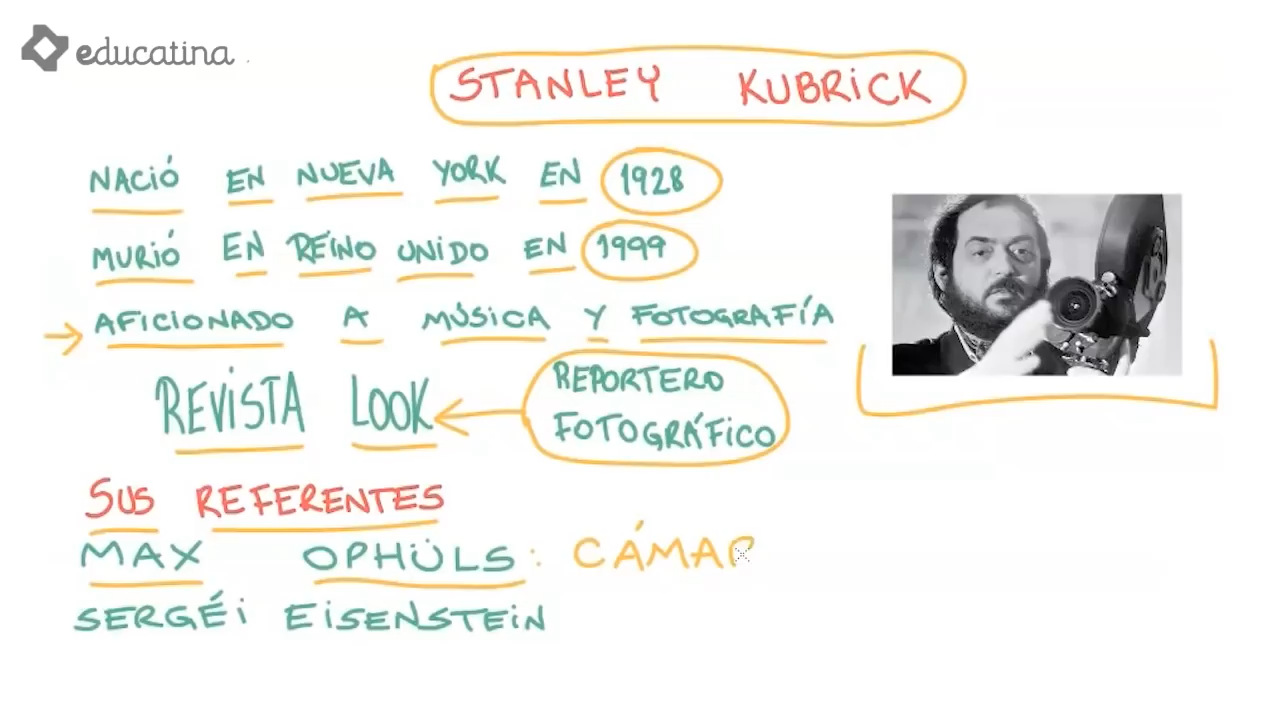 educatina
STANLEY KUBRiCK
NACiÓ EN NUEVA YORK EN 1928
MURiÓ EN REiNO UNiDO EN 1999
AFICIONADO A MÚSiCA Y FOTOGRAFÍA
REViSTA LOOK
REPORTERO
FOTOGRÁFiCO
SUS REFERENTES
MAX OPHÜLS: CÁMAR
SERGÉi EiSENSTEiN